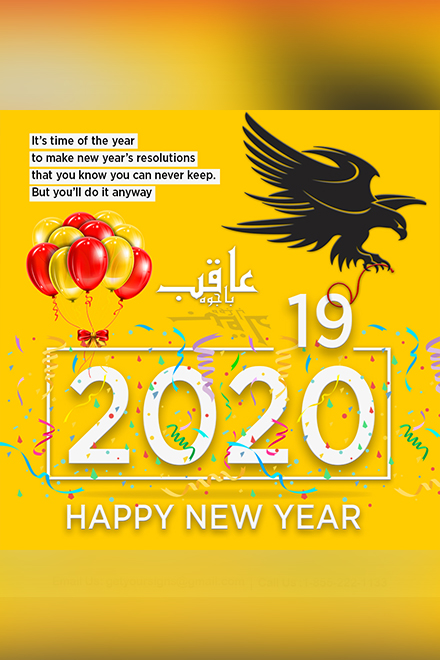 It's time of the year
to make new year's resolutions
that you know you can never keep.
But you'll do it anyway
عاقب
باجوہ
19
2020
HAPPY NEW YEAR